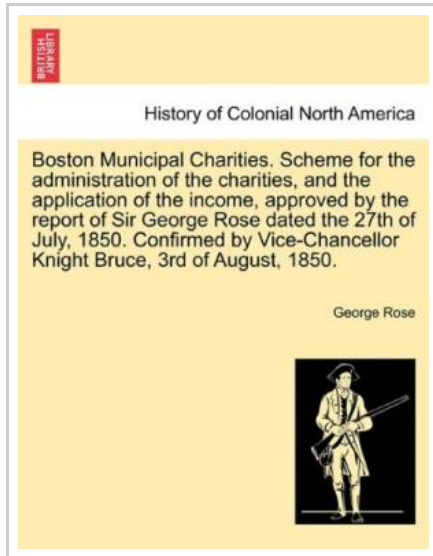 BRITISH
LIBRARY
History of Colonial North America
Boston Municipal Charities. Scheme for the
administration of the charities, and the
application of the income, approved by the
report of Sir George Rose dated the 27th of
July, 1850. Confirmed by Vice-Chancellor
Knight Bruce, 3rd of August, 1850.
George Rose